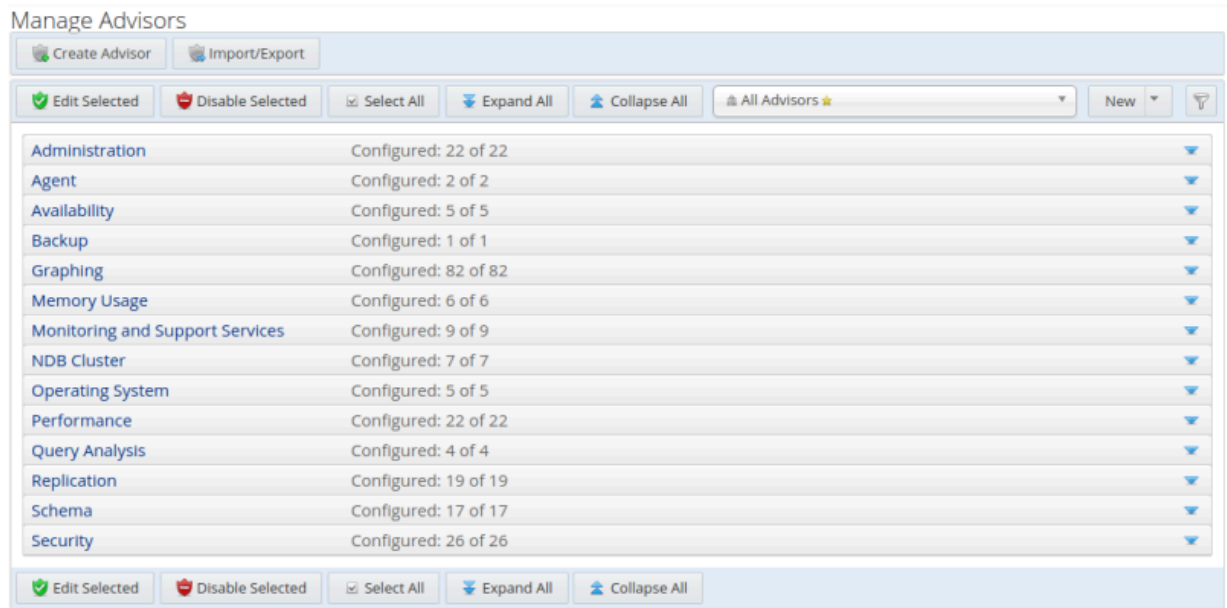 Manage Advisors
Create Advisor Import/Export
Edit Selected Disable Selected Select All Expand All Collapse All All Advisors New
Administration Configured: 22 of 22
Agent Configured: 2 of 2
Availability Configured: 5 of 5
Backup Configured: 1 of 1
Graphing Configured: 82 of 82
Memory Usage Configured: 6 of 6
Monitoring and Support Services Configured: 9 of 9
NDB Cluster Configured: 7 of 7
Operating System Configured: 5 of 5
Performance Configured: 22 of 22
Query Analysis Configured: 4 of 4
Replication Configured: 19 of 19
Schema Configured: 17 of 17
Security Configured: 26 of 26
Edit Selected Disable Selected Select All Expand All Collapse All